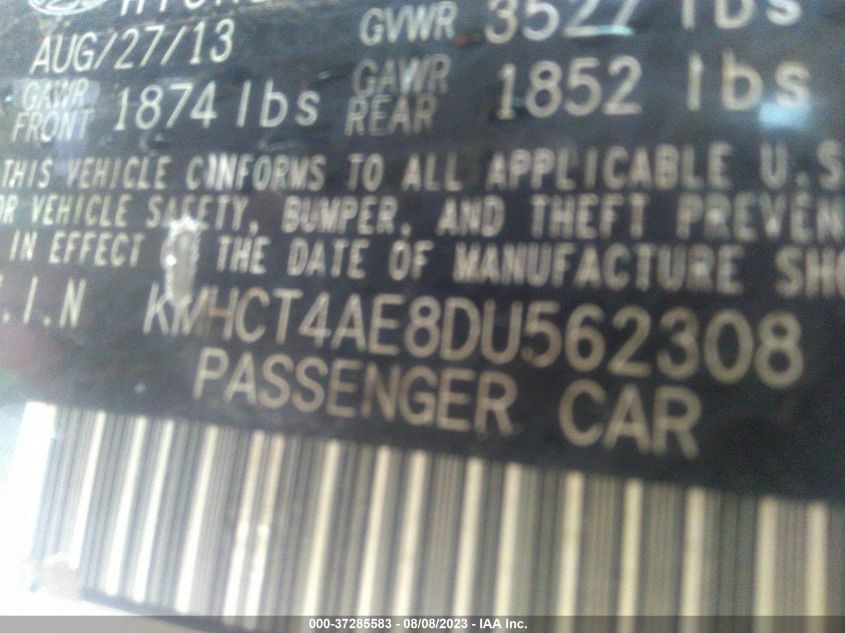 AUG/27/13 GVWR 3527 lbs
GAWR FRONT 1874 lbs GAWR REAR 1852 lbs
THIS VEHICLE CONFORMS TO ALL APPLICABLE U.S
OR VEHICLE SAFETY, BUMPER, AND THEFT PREVEN
IN EFFECT THE DATE OF MANUFACTURE SHO
.I.N KMHCT4AE8DU562308
PASSENGER CAR
000-37285583 - 08/08/2023 - IAA Inc.